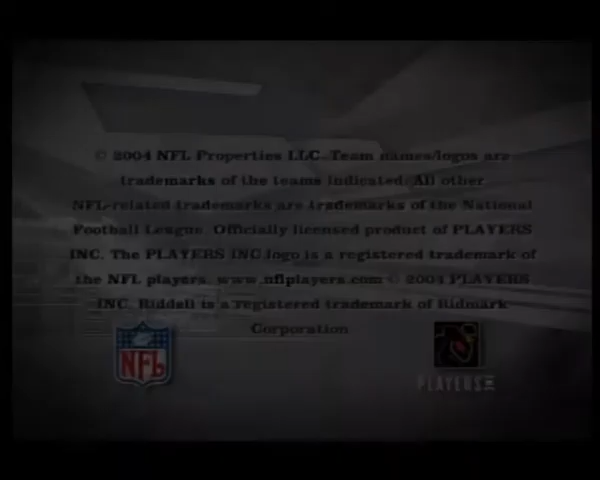 © 2004 NFL Properties LLC. Team names/logos are
trademarks of the teams indicated. All other
NFL-related trademarks are trademarks of the National
Football League. Officially licensed product of PLAYERS
INC. The PLAYERS INC logo is a registered trademark of
the NFL players. www.nflplayers.com © 2004 PLAYERS
INC. Riddell is a registered trademark of Ridmark
Corporation
NFL
PLAYERS